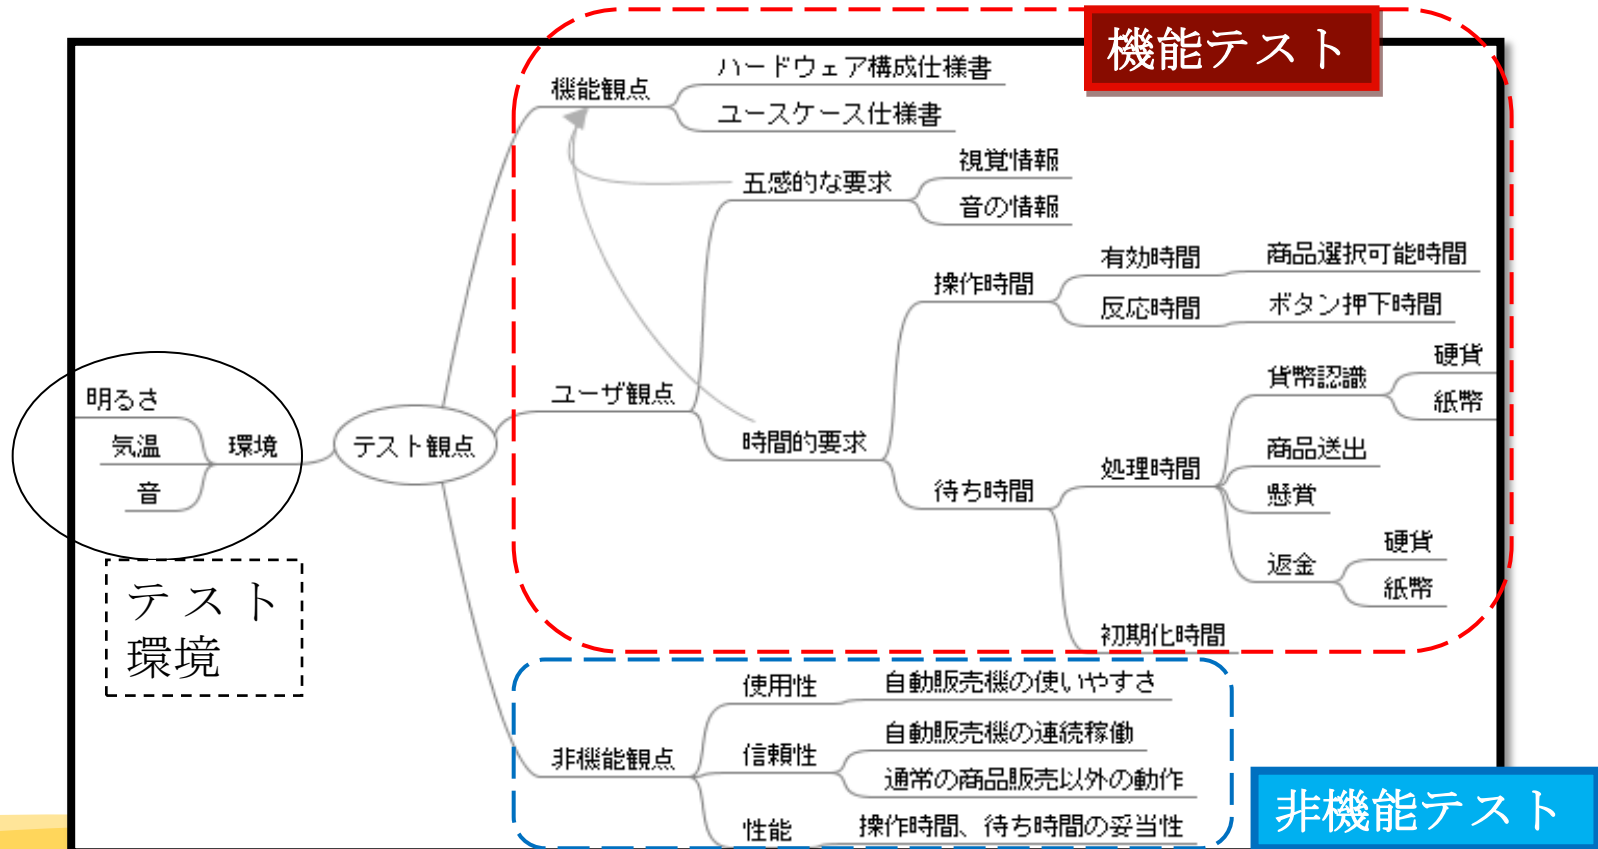 機能テスト
機能観点
ハードウェア構成仕様書
ユースケース仕様書
ユーザ観点
五感的な要求
視覚情報
音の情報
時間的要求
操作時間
有効時間
商品選択可能時間
反応時間
ボタン押下時間
待ち時間
処理時間
貨幣認識
硬貨
紙幣
商品送出
懸賞
返金
硬貨
紙幣
初期化時間
テスト観点
環境
明るさ
気温
音
テスト
環境
非機能観点
使用性
自動販売機の使いやすさ
信頼性
自動販売機の連続稼働
通常の商品販売以外の動作
性能
操作時間、待ち時間の妥当性
非機能テスト